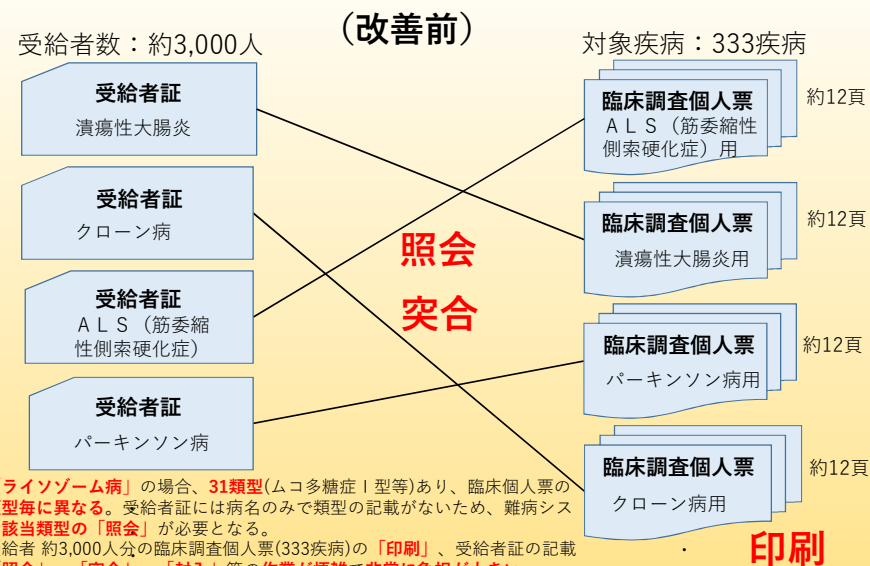 （改善前）
受給者数：約3,000人
対象疾病：333疾病
受給者証
潰瘍性大腸炎
受給者証
クローン病
受給者証
ＡＬＳ（筋委縮
性側索硬化症）
受給者証
パーキンソン病
照会
突合
臨床調査個人票
ＡＬＳ（筋委縮性
側索硬化症）用
約12頁
臨床調査個人票
潰瘍性大腸炎用
約12頁
臨床調査個人票
パーキンソン病用
約12頁
臨床調査個人票
クローン病用
約12頁
ライソゾーム病」の場合、31類型(ムコ多糖症Ⅰ型等)あり、臨床個人票の
型毎に異なる。受給者証には病名のみで類型の記載がないため、難病シス
該当類型の「照会」が必要となる。
給者 約3,000人分の臨床調査個人票(333疾病)の「印刷」、受給者証の記載
印刷